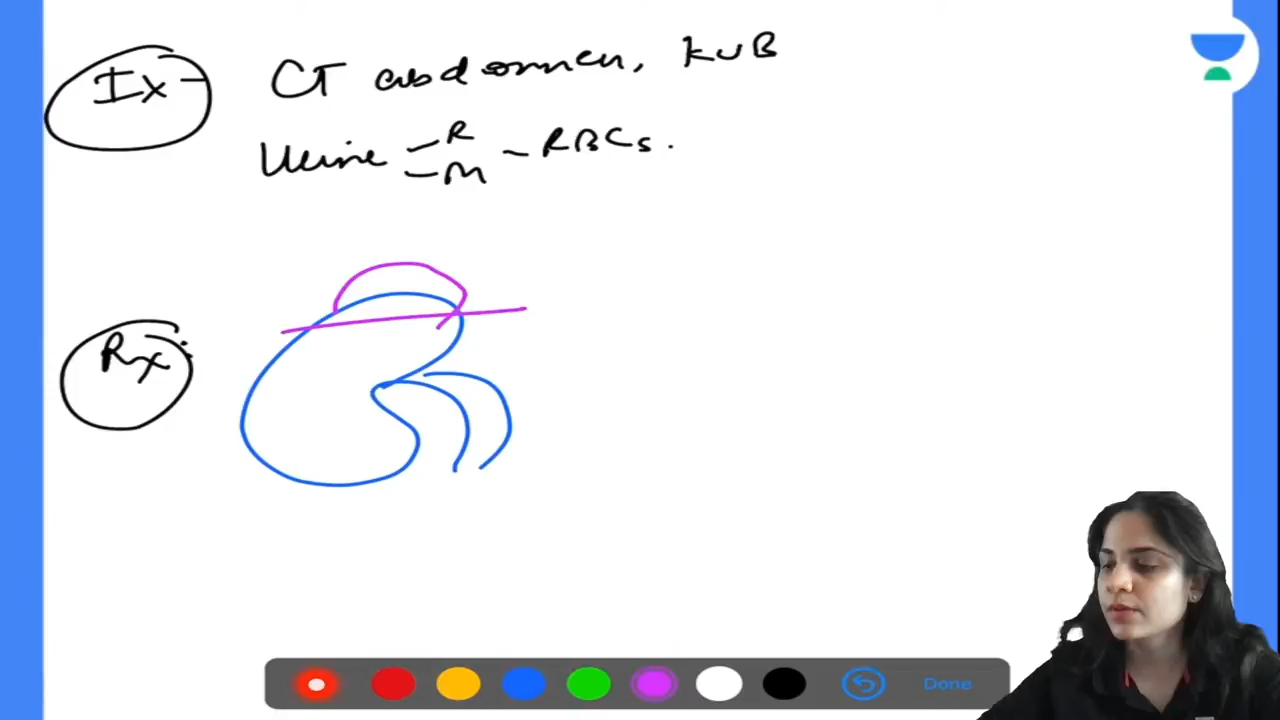 Ix - CT abdomen, KUB
Urine - R
- M - RBCs.
Rx:
Done